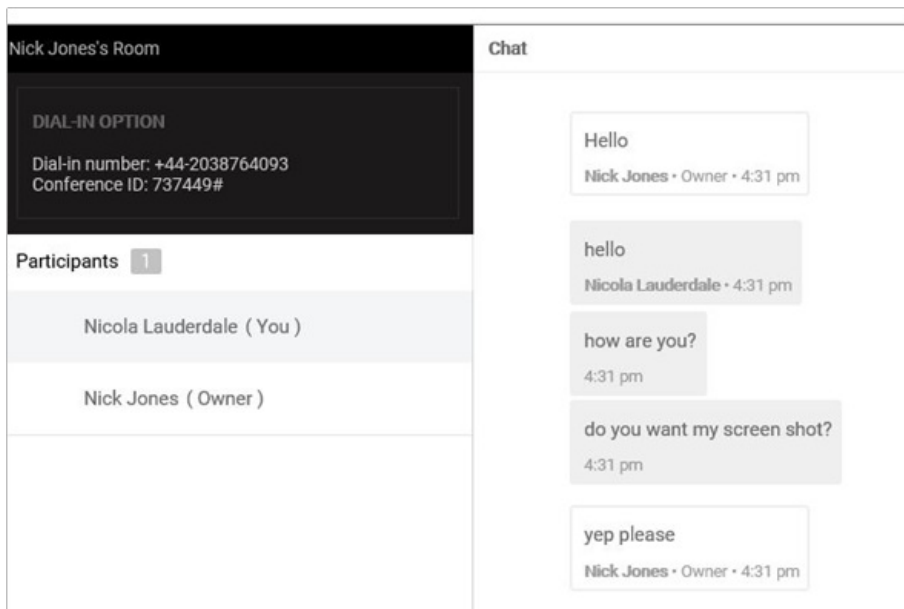 Nick Jones's Room
DIAL-IN OPTION
Dial-in number: +44-2038764093
Conference ID: 737449#
Participants 1
Nicola Lauderdale ( You )
Nick Jones ( Owner )
Chat
Hello
Nick Jones • Owner • 4:31 pm
hello
Nicola Lauderdale • 4:31 pm
how are you?
4:31 pm
do you want my screen shot?
4:31 pm
yep please
Nick Jones • Owner • 4:31 pm